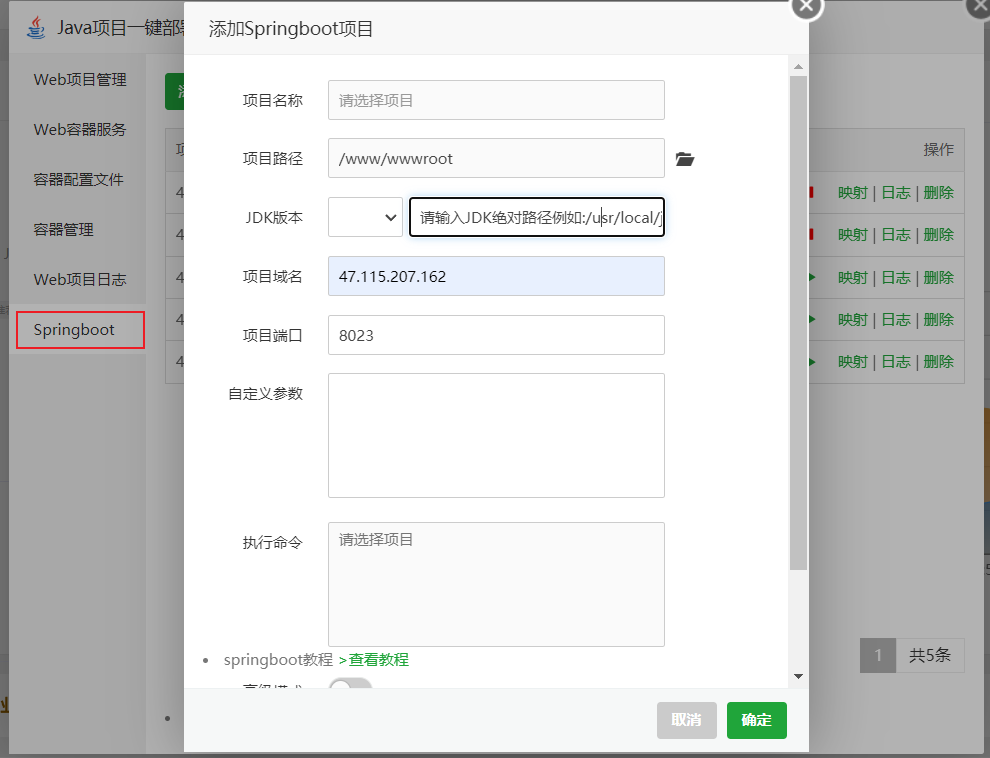 Java项目一键部
添加Springboot项目
Web项目管理
Web容器服务
容器配置文件
容器管理
Web项目日志
Springboot
操作
映射 | 日志 | 删除
映射 | 日志 | 删除
映射 | 日志 | 删除
映射 | 日志 | 删除
映射 | 日志 | 删除
4
4
4
4
4
项目名称 请选择项目
项目路径 /www/wwwroot
JDK版本 请输入JDK绝对路径例如:/usr/local/j
项目域名 47.115.207.162
项目端口 8023
自定义参数
执行命令 请选择项目
springboot教程 >查看教程
高级模式
1 共5条
取消 确定